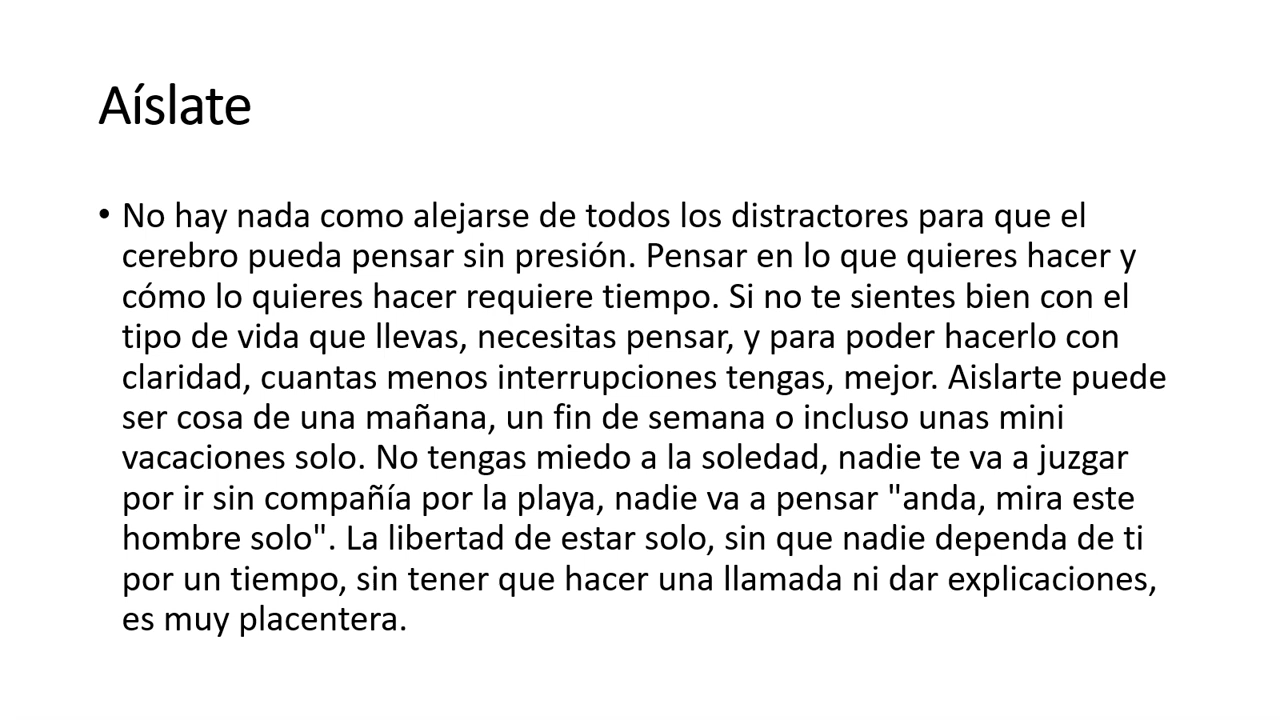 Aíslate
• No hay nada como alejarse de todos los distractores para que el
cerebro pueda pensar sin presión. Pensar en lo que quieres hacer y
cómo lo quieres hacer requiere tiempo. Si no te sientes bien con el
tipo de vida que llevas, necesitas pensar, y para poder hacerlo con
claridad, cuantas menos interrupciones tengas, mejor. Aislarte puede
ser cosa de una mañana, un fin de semana o incluso unas mini
vacaciones solo. No tengas miedo a la soledad, nadie te va a juzgar
por ir sin compañía por la playa, nadie va a pensar "anda, mira este
hombre solo". La libertad de estar solo, sin que nadie dependa de ti
por un tiempo, sin tener que hacer una llamada ni dar explicaciones,
es muy placentera.